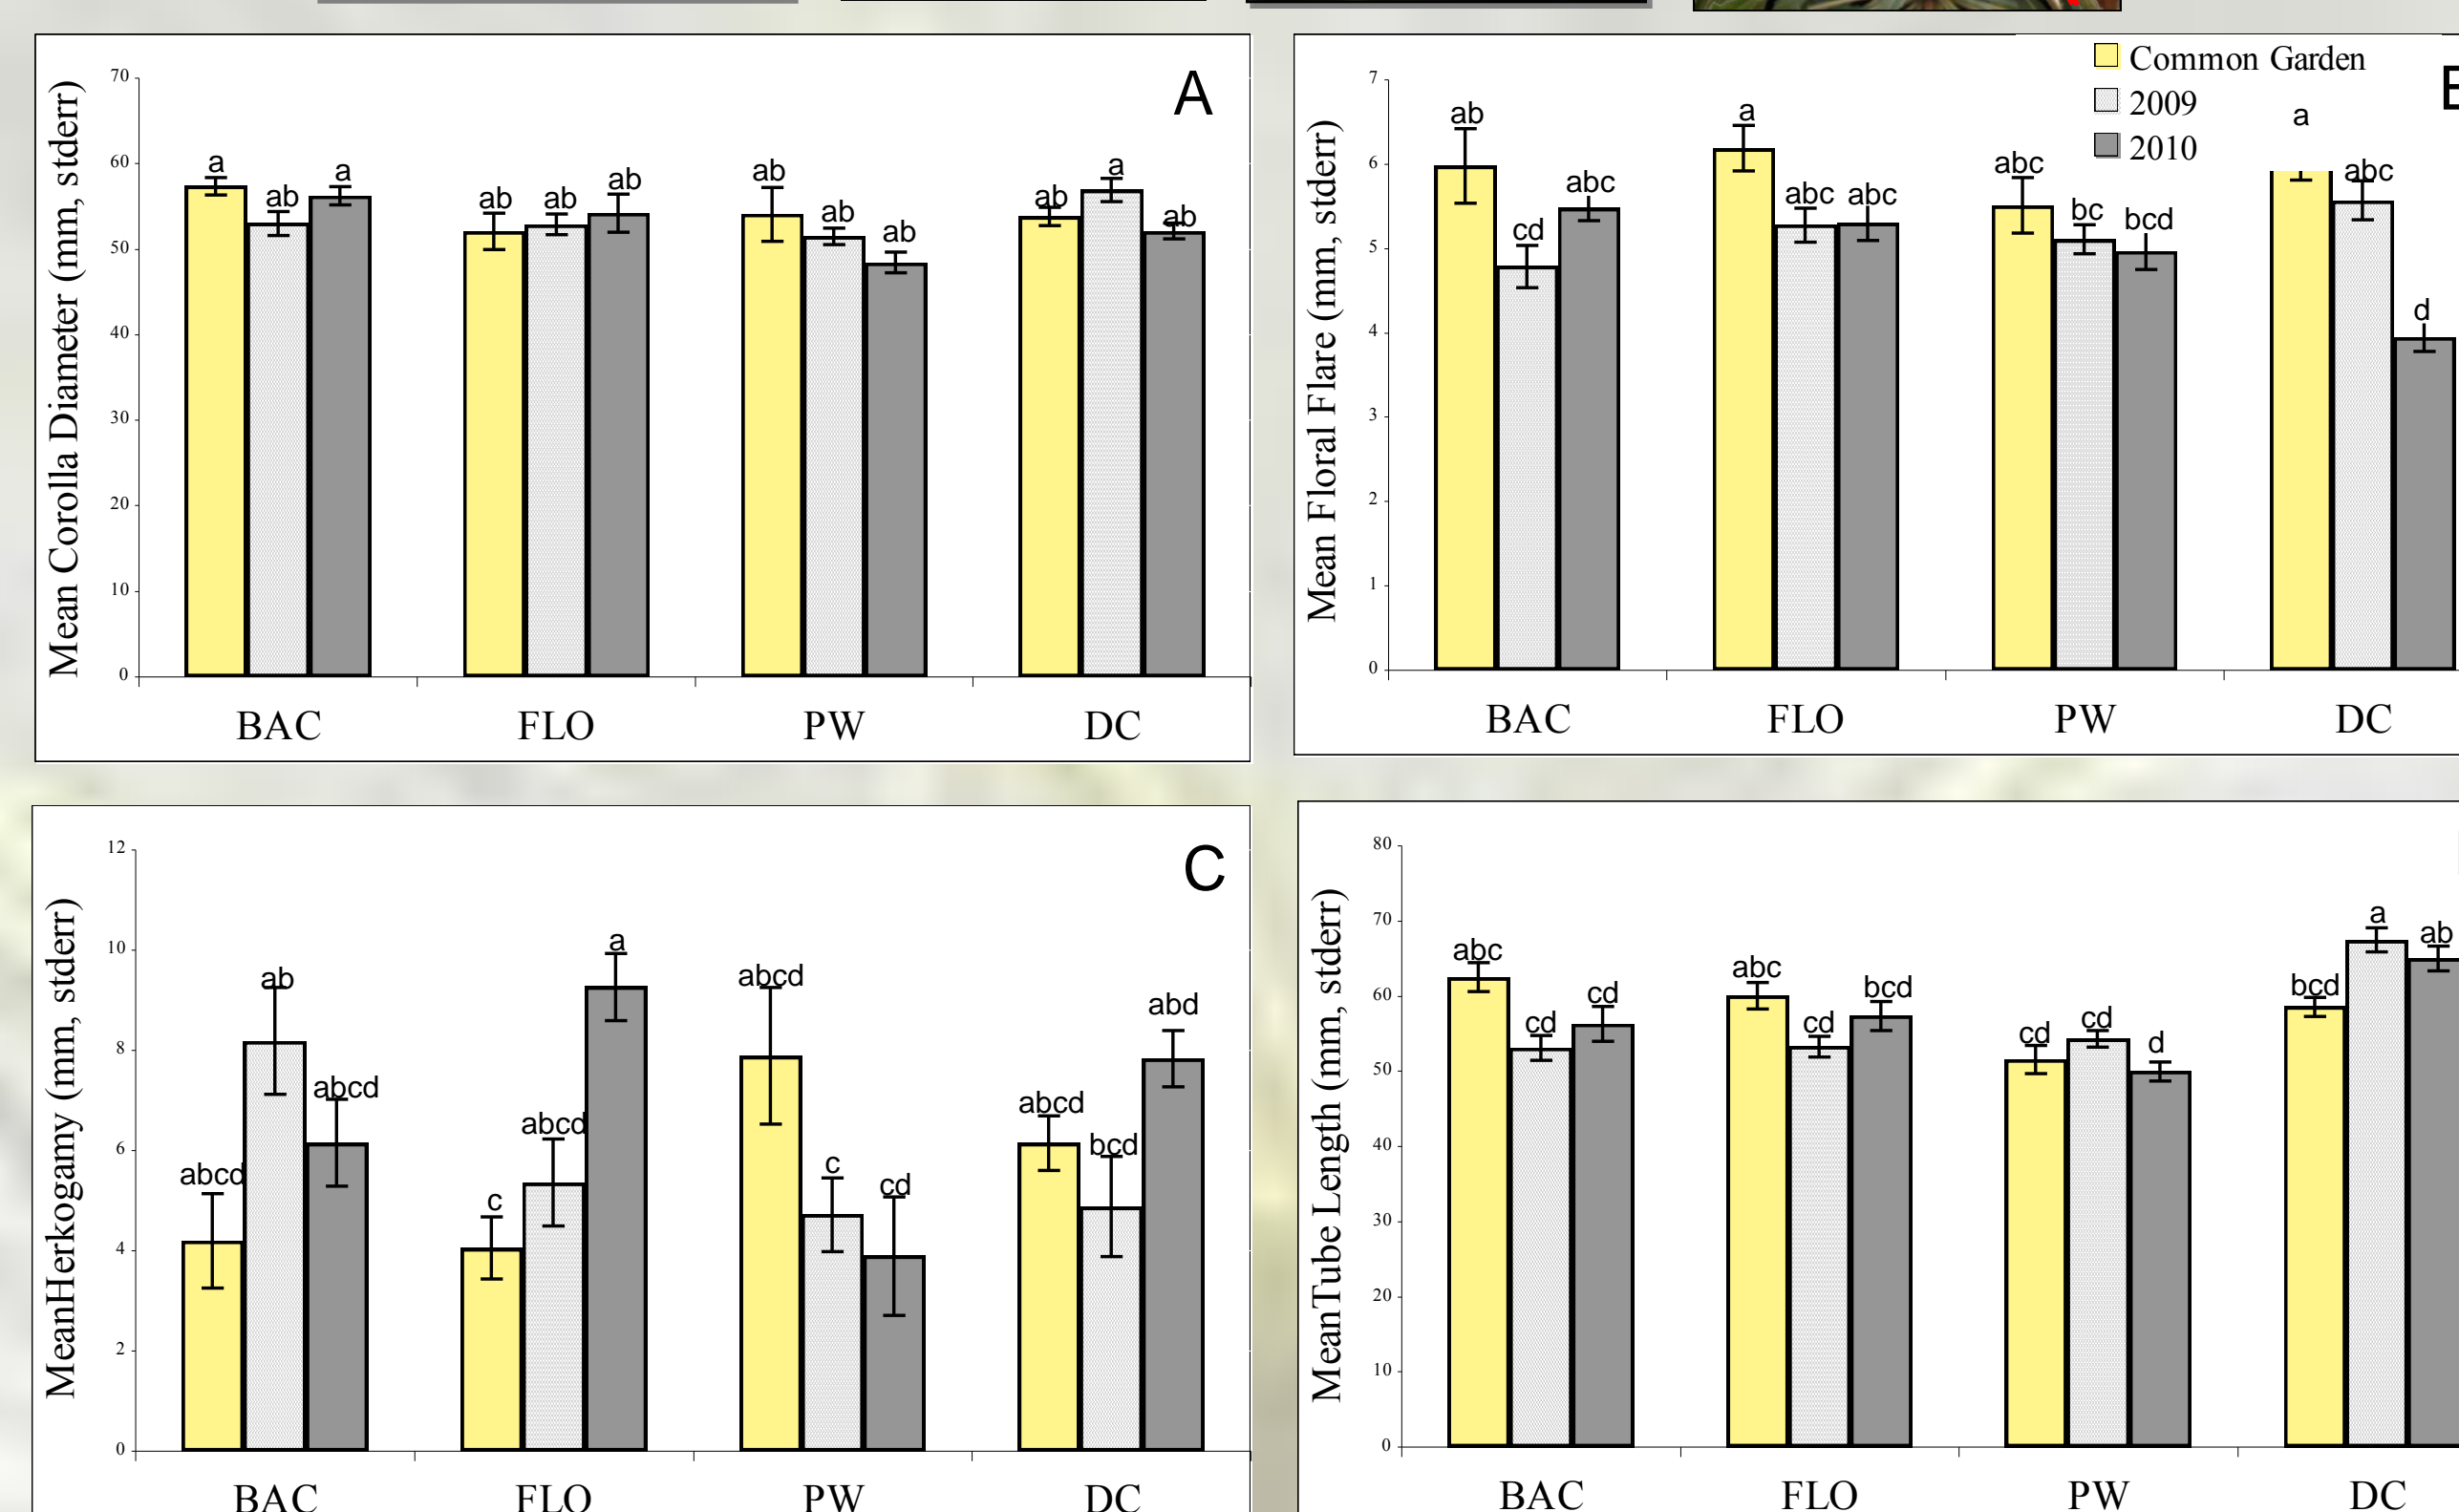 A
Mean Corolla Diameter (mm, stderr)
70
60
50
40
30
20
10
0
a
ab
a
ab
ab
ab
ab
ab
ab
ab
a
ab
BAC FLO PW DC
Common Garden
2009
2010
Mean Floral Flare (mm, stderr)
7
6
5
4
3
2
1
0
ab
cd
abc
a
abc
abc
abc
bc
bcd
a
abc
d
BAC FLO PW DC
C
MeanHerkogamy (mm, stderr)
12
10
8
6
4
2
0
abcd
ab
abcd
c
abcd
a
abcd
c
cd
abcd
bcd
abd
BAC FLO PW DC
MeanTube Length (mm, stderr)
80
70
60
50
40
30
20
10
0
abc
cd
cd
abc
cd
bcd
cd
cd
d
bcd
a
ab
BAC FLO PW DC